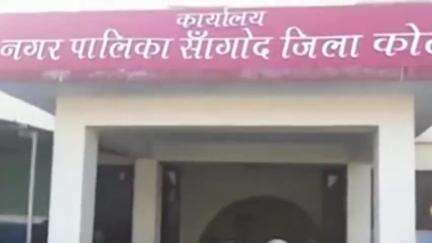 कार्यालय
नगर पालिका साँगोद जिला